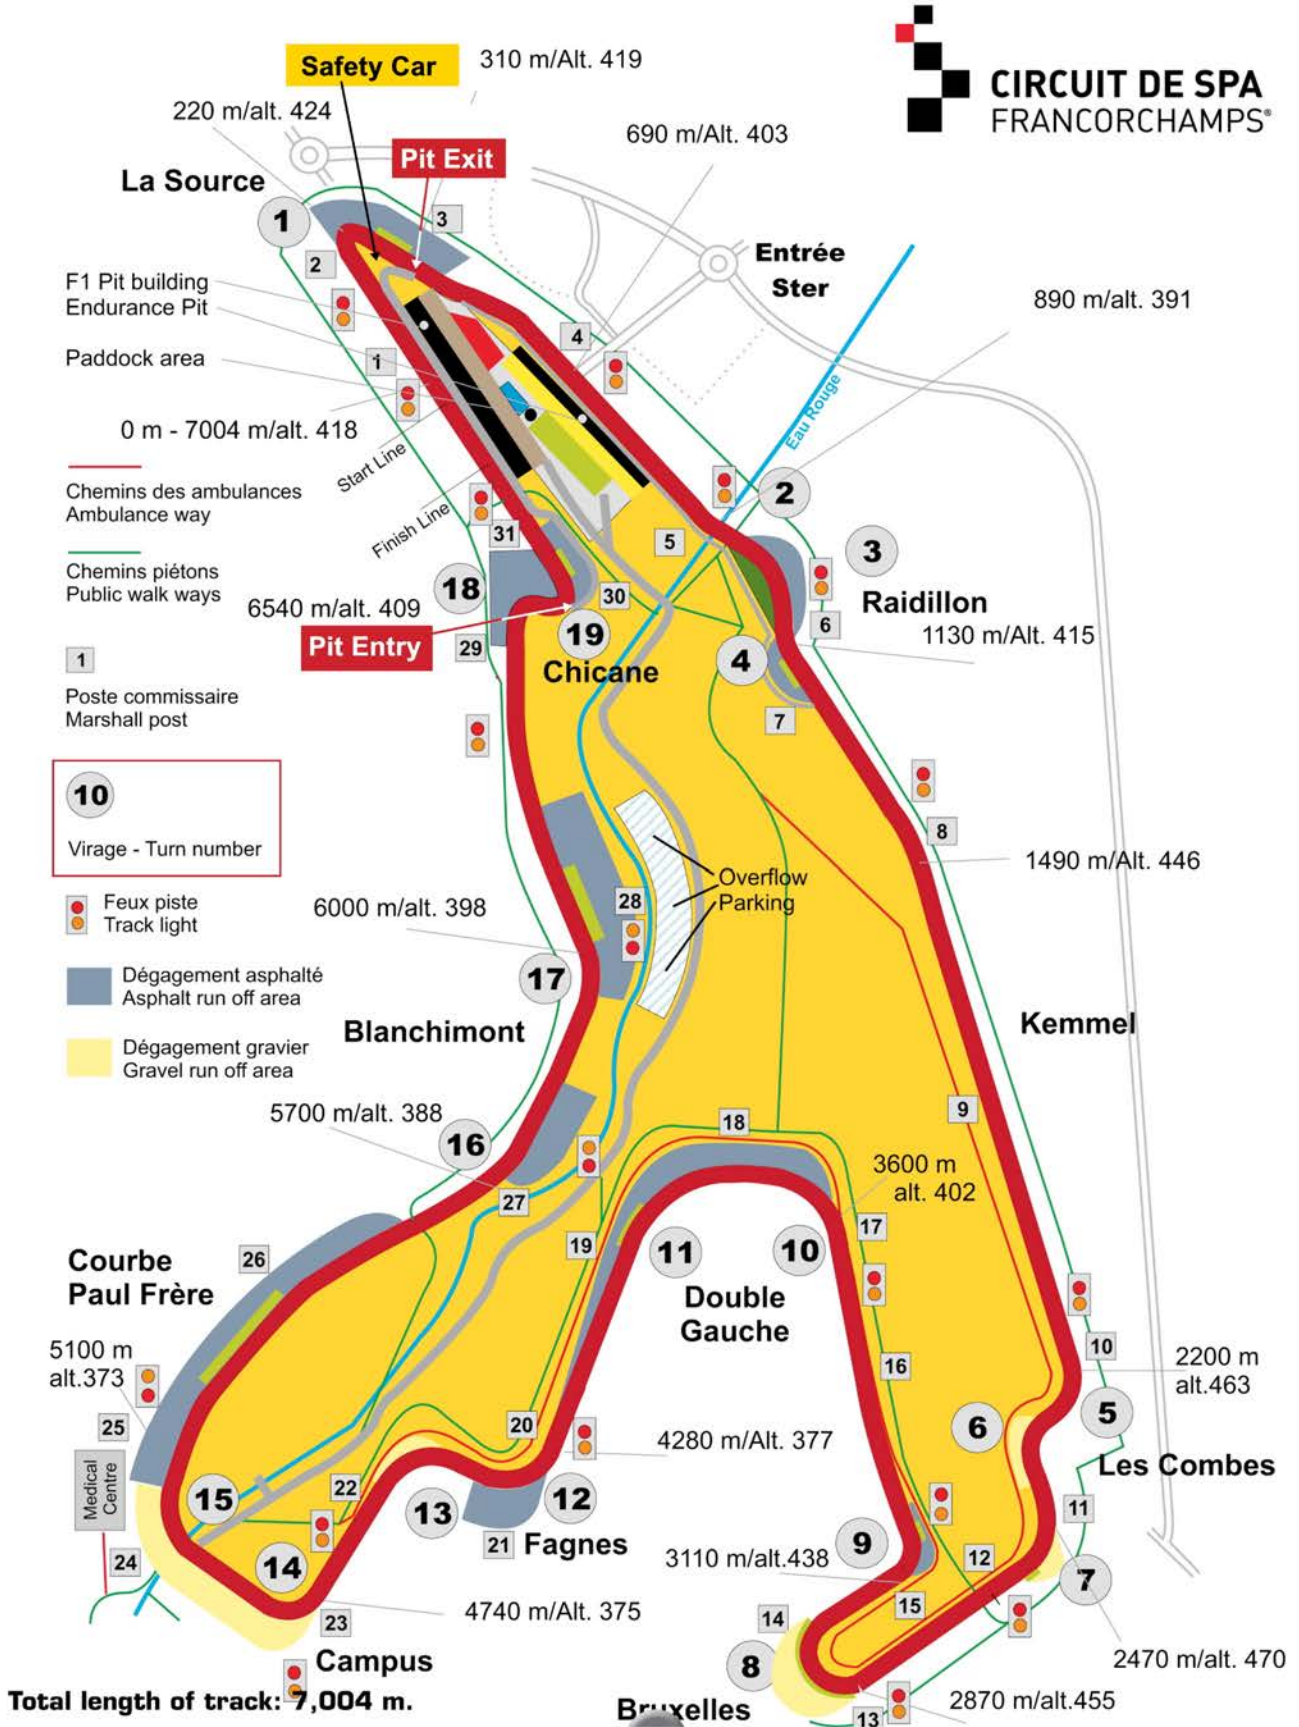 Safety Car
310 m/Alt. 419
CIRCUIT DE SPA
FRANCORCHAMPS®
220 m/alt. 424
690 m/Alt. 403
Pit Exit
La Source
1
3
2
Entrée
Ster
F1 Pit building
Endurance Pit
890 m/alt. 391
4
Paddock area
1
Eau Rouge
0 m - 7004 m/alt. 418
Start Line
Finish Line
2
Chemins des ambulances
Ambulance way
31
5
3
Chemins piétons
Public walk ways
18
30
Raidillon
6540 m/alt. 409
6
1130 m/Alt. 415
Pit Entry
29
19
Chicane
4
1
Poste commissaire
Marshall post
7
10
Virage - Turn number
8
1490 m/Alt. 446
Overflow
Parking
Feux piste
Track light
28
6000 m/alt. 398
Dégagement asphalté
Asphalt run off area
17
Blanchimont
Kemmel
Dégagement gravier
Gravel run off area
5700 m/alt. 388
9
16
18
3600 m
alt. 402
27
17
26
19
11
10
Courbe
Paul Frère
Double
Gauche
5100 m
alt.373
16
10
2200 m
alt.463
25
20
6
5
4280 m/Alt. 377
Les Combes
Medical
Centre
22
15
13
12
11
21
Fagnes
9
24
14
3110 m/alt.438
12
7
23
4740 m/Alt. 375
15
14
Campus
8
2470 m/alt. 470
Total length of track: 7,004 m.
2870 m/alt.455
Bruxelles
13